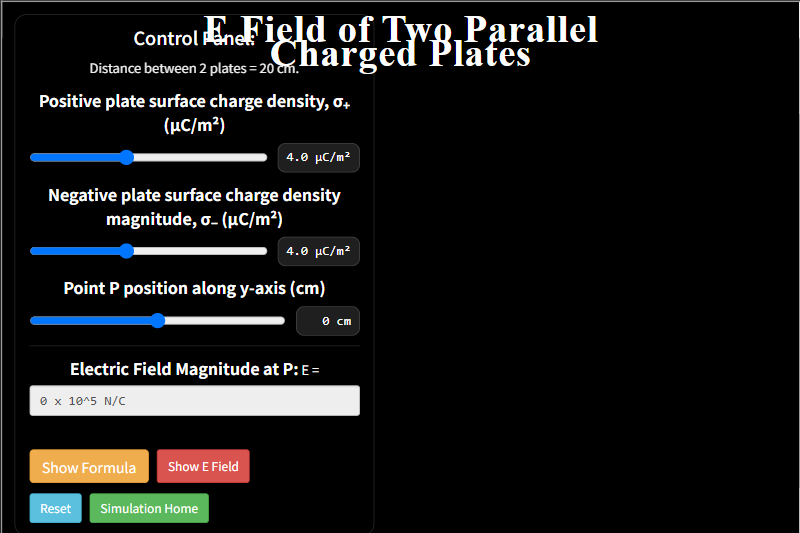 E Field of Two Parallel
Charged Plates
Control Panel:
Distance between 2 plates = 20 cm.
Positive plate surface charge density, σ₊
(μC/m²)
4.0 μC/m²
Negative plate surface charge density
magnitude, σ₋ (μC/m²)
4.0 μC/m²
Point P position along y-axis (cm)
0 cm
Electric Field Magnitude at P: E =
0 x 10^5 N/C
Show Formula
Show E Field
Reset
Simulation Home